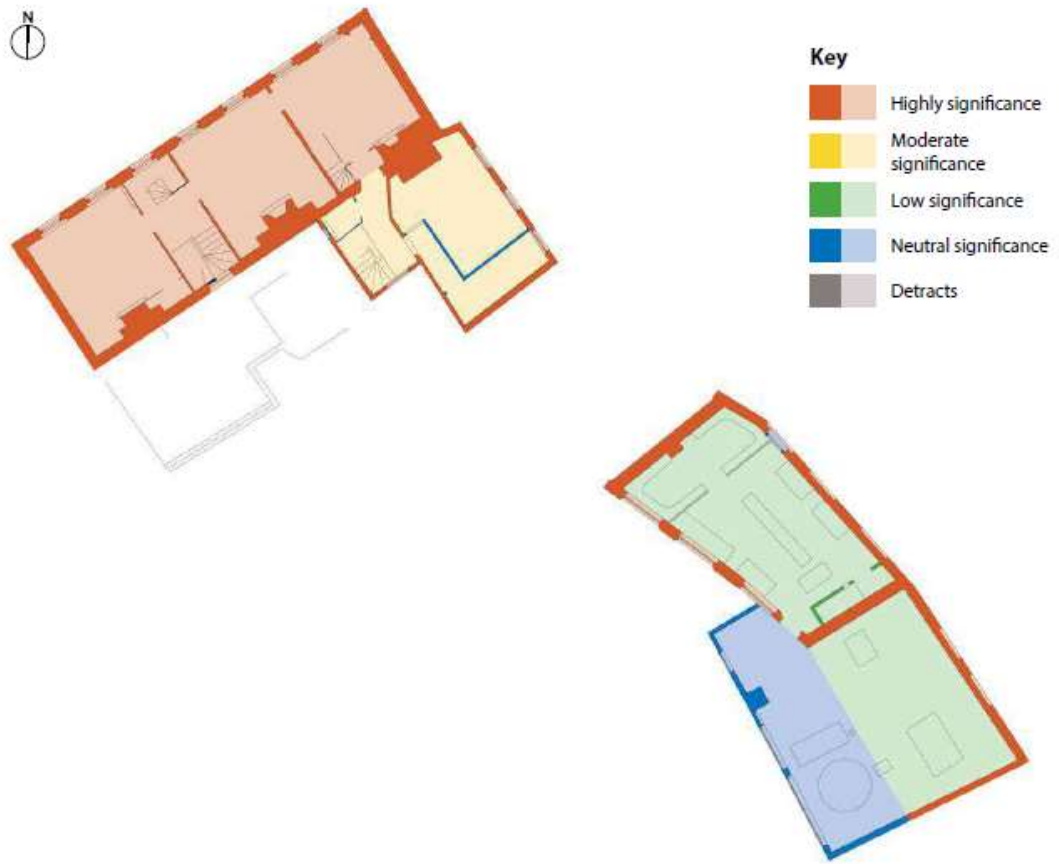 N
Key
Highly significance
Moderate
significance
Low significance
Neutral significance
Detracts